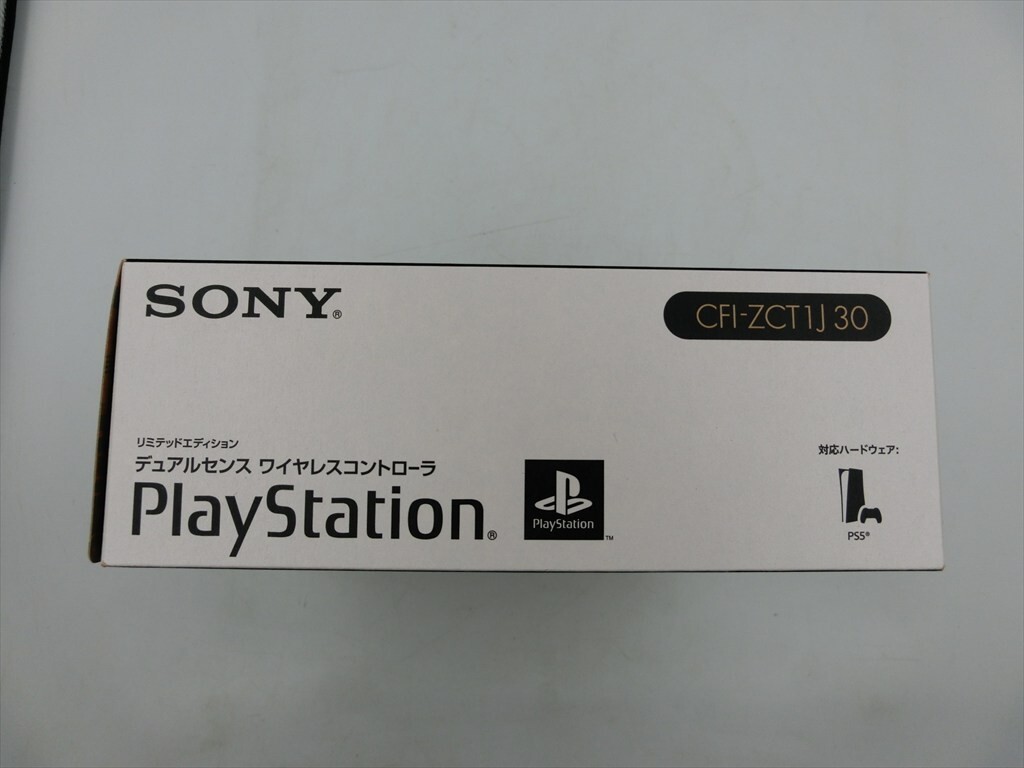 SONY®
CFI-ZCT1J 30
リミテッドエディション
デュアルセンス ワイヤレスコントローラ
PlayStation®
PlayStation™
対応ハードウェア:
PS5®